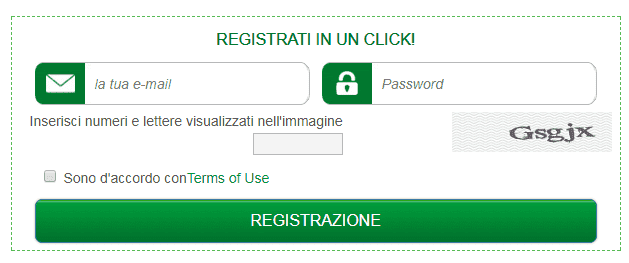 REGISTRATI IN UN CLICK!
la tua e-mail
Password
Inserisci numeri e lettere visualizzati nell'immagine
Gsgjx
Sono d'accordo conTerms of Use
REGISTRAZIONE